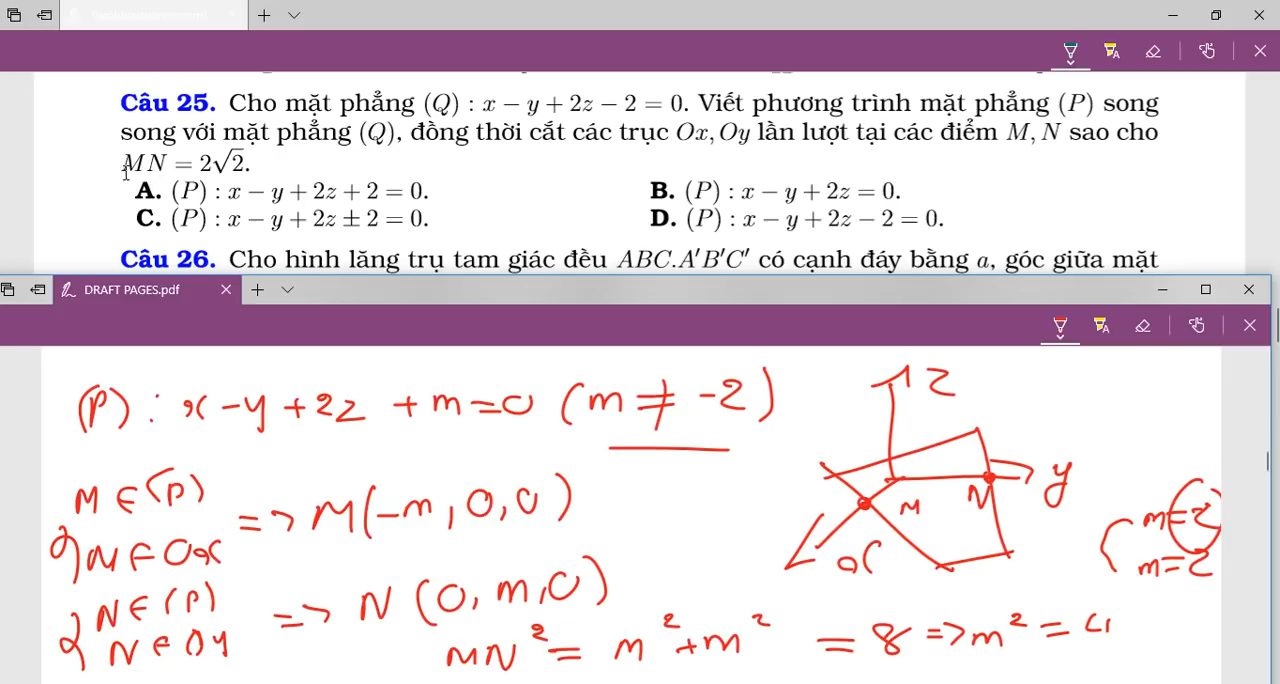 Câu 25. Cho mặt phẳng (Q) : x − y + 2z − 2 = 0. Viết phương trình mặt phẳng (P) song
song với mặt phẳng (Q), đồng thời cắt các trục Ox, Oy lần lượt tại các điểm M, N sao cho
MN = 2√2.
A. (P) : x − y + 2z + 2 = 0. B. (P) : x − y + 2z = 0.
C. (P) : x − y + 2z ± 2 = 0. D. (P) : x − y + 2z − 2 = 0.
Câu 26. Cho hình lăng trụ tam giác đều ABC.A′B′C′ có cạnh đáy bằng a, góc giữa mặt
DRAFT PAGES.pdf
(P) : x − y + 2z + m = 0 (m ≠ −2)
z
y
N
M
x
M ∈ (P)
N ∈ Ox
=> M(−m, 0, 0)
m = 2
m = 2
N ∈ (P)
N ∈ Oy
=> N(0, m, 0)
MN² = m² + m² = 8 => m² = 4